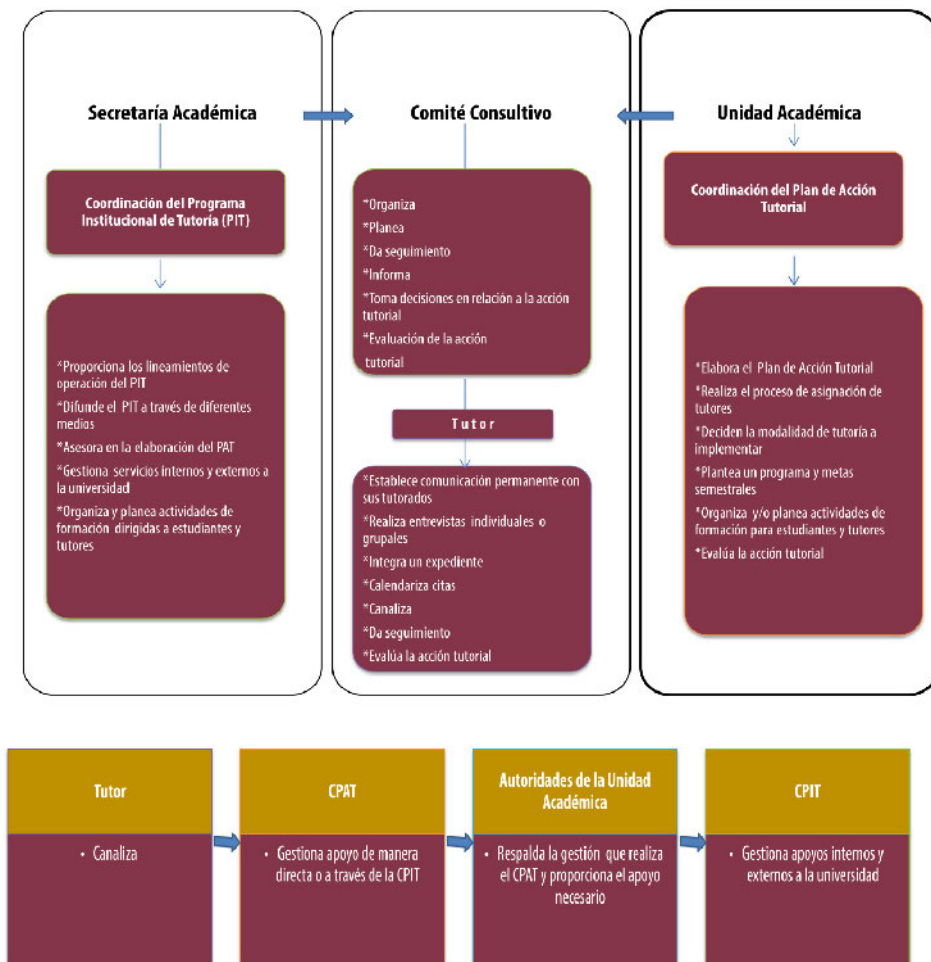 Secretaría Académica
Coordinación del Programa
Institucional de Tutoría (PIT)
*Proporciona los lineamientos de
operación del PIT
*Difunde el PIT a través de diferentes
medios
*Asesora en la elaboración del PAT
*Gestiona servicios internos y externos a
la universidad
*Organiza y planea actividades de
formación dirigidas a estudiantes y
tutores
Comité Consultivo
*Organiza
*Planea
*Da seguimiento
*Informa
*Toma decisiones en relación a la acción
tutorial
*Evaluación de la acción
tutorial
Tutor
*Establece comunicación permanente con
sus tutorados
*Realiza entrevistas individuales o
grupales
*Integra un expediente
*Calendariza citas
*Canaliza
*Da seguimiento
*Evalúa la acción tutorial
Unidad Académica
Coordinación del Plan de Acción
Tutorial
*Elabora el Plan de Acción Tutorial
*Realiza el proceso de asignación de
tutores
*Deciden la modalidad de tutoría a
implementar
*Plantea un programa y metas
semestrales
*Organiza y/o planea actividades de
formación para estudiantes y tutores
*Evalúa la acción tutorial
Tutor
• Canaliza
CPAT
• Gestiona apoyo de manera
directa o a través de la CPIT
Autoridades de la Unidad
Académica
• Respalda la gestión que realiza
el CPAT y proporciona el apoyo
necesario
CPIT
• Gestiona apoyos internos y
externos a la universidad